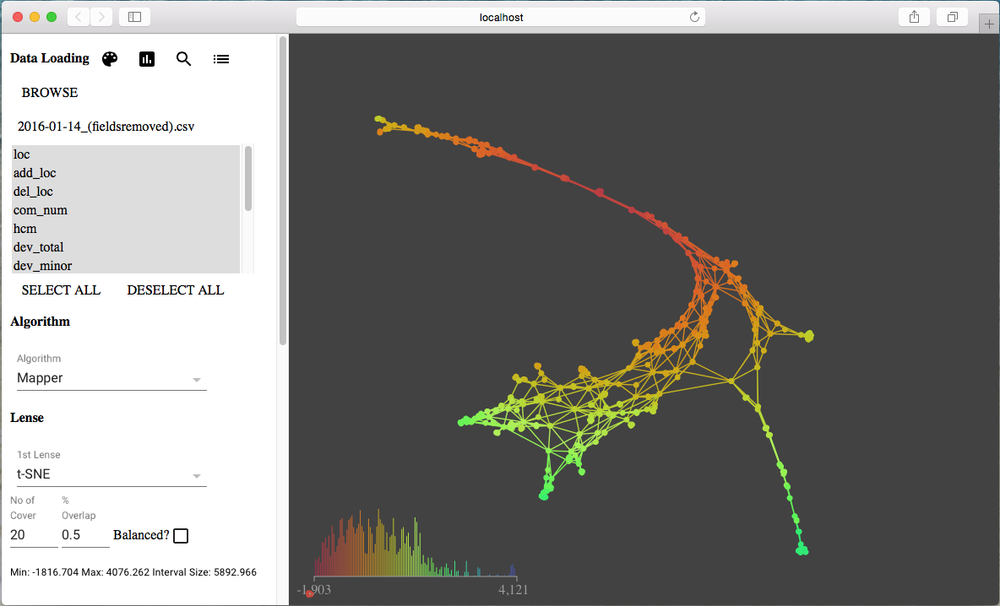 localhost
Data Loading
BROWSE
2016-01-14_(fieldsremoved).csv
loc
add_loc
del_loc
com_num
hcm
dev_total
dev_minor
SELECT ALL DESELECT ALL
Algorithm
Algorithm
Mapper
Lense
1st Lense
t-SNE
No of Cover
% Overlap
20
0.5
Balanced?
Min: -1816.704 Max: 4076.262 Interval Size: 5892.966
-1,903
4,121